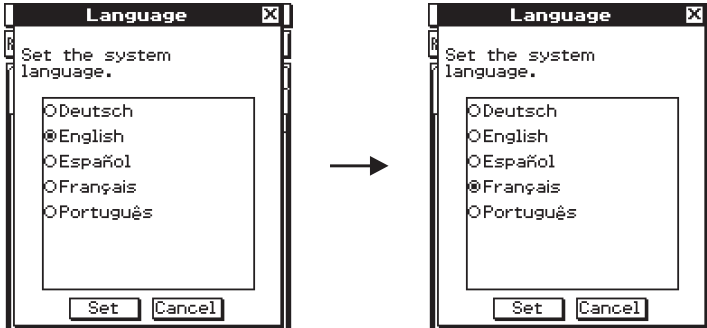 Language
Set the system
language.
Deutsch
English
Español
Français
Português
Set
Cancel
Language
Set the system
language.
Deutsch
English
Español
Français
Português
Set
Cancel